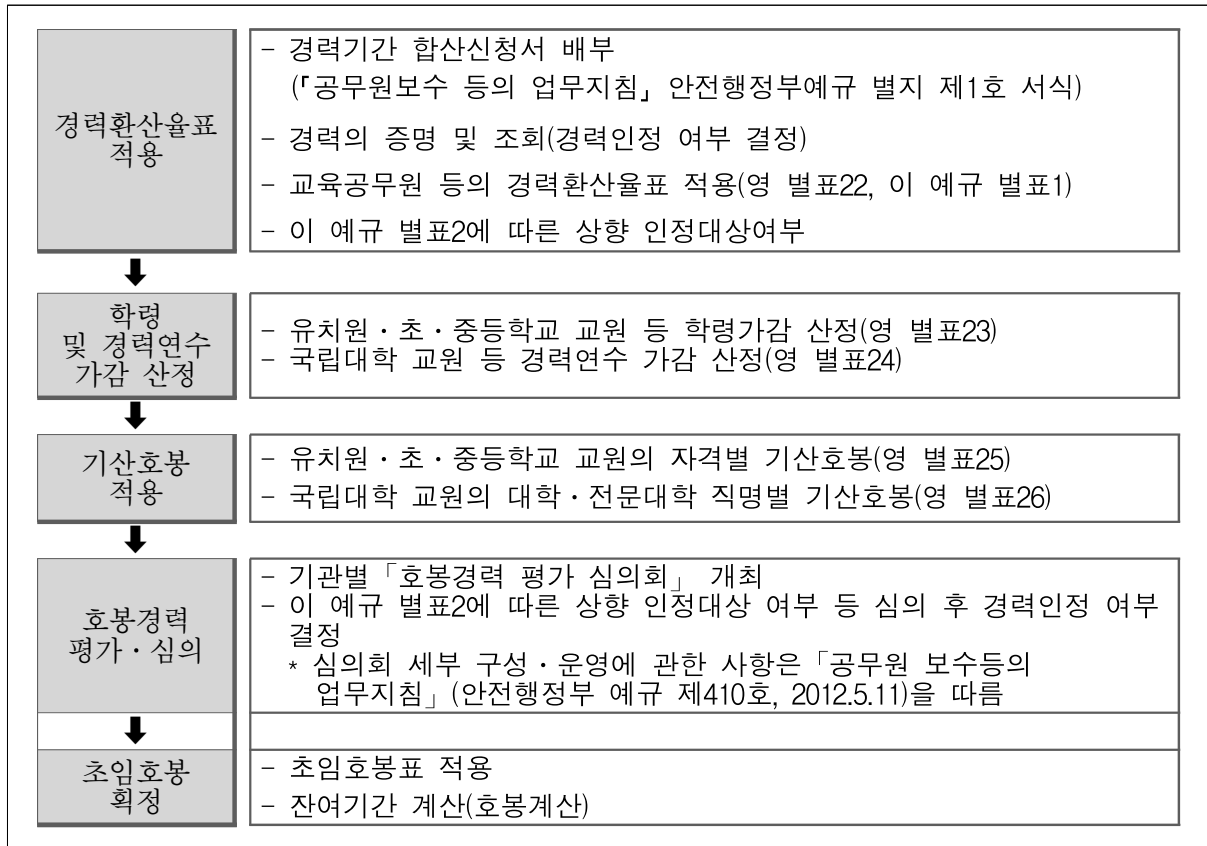 경력환산율표
적용
- 경력기간 합산신청서 배부
(『공무원보수 등의 업무지침』 안전행정부예규 별지 제1호 서식)
- 경력의 증명 및 조회(경력인정 여부 결정)
- 교육공무원 등의 경력환산율표 적용(영 별표22, 이 예규 별표1)
- 이 예규 별표2에 따른 상향 인정대상여부
⬇
학령
및 경력연수
가감 산정
- 유치원・초・중등학교 교원 등 학령가감 산정(영 별표23)
- 국립대학 교원 등 경력연수 가감 산정(영 별표24)
⬇
기산호봉
적용
- 유치원・초・중등학교 교원의 자격별 기산호봉(영 별표25)
- 국립대학 교원의 대학・전문대학 직명별 기산호봉(영 별표26)
⬇
호봉경력
평가・심의
- 기관별「호봉경력 평가 심의회」 개최
- 이 예규 별표2에 따른 상향 인정대상 여부 등 심의 후 경력인정 여부
결정
* 심의회 세부 구성・운영에 관한 사항은「공무원 보수등의
업무지침」(안전행정부 예규 제410호, 2012.5.11)을 따름
⬇
초임호봉
획정
- 초임호봉표 적용
- 잔여기간 계산(호봉계산)